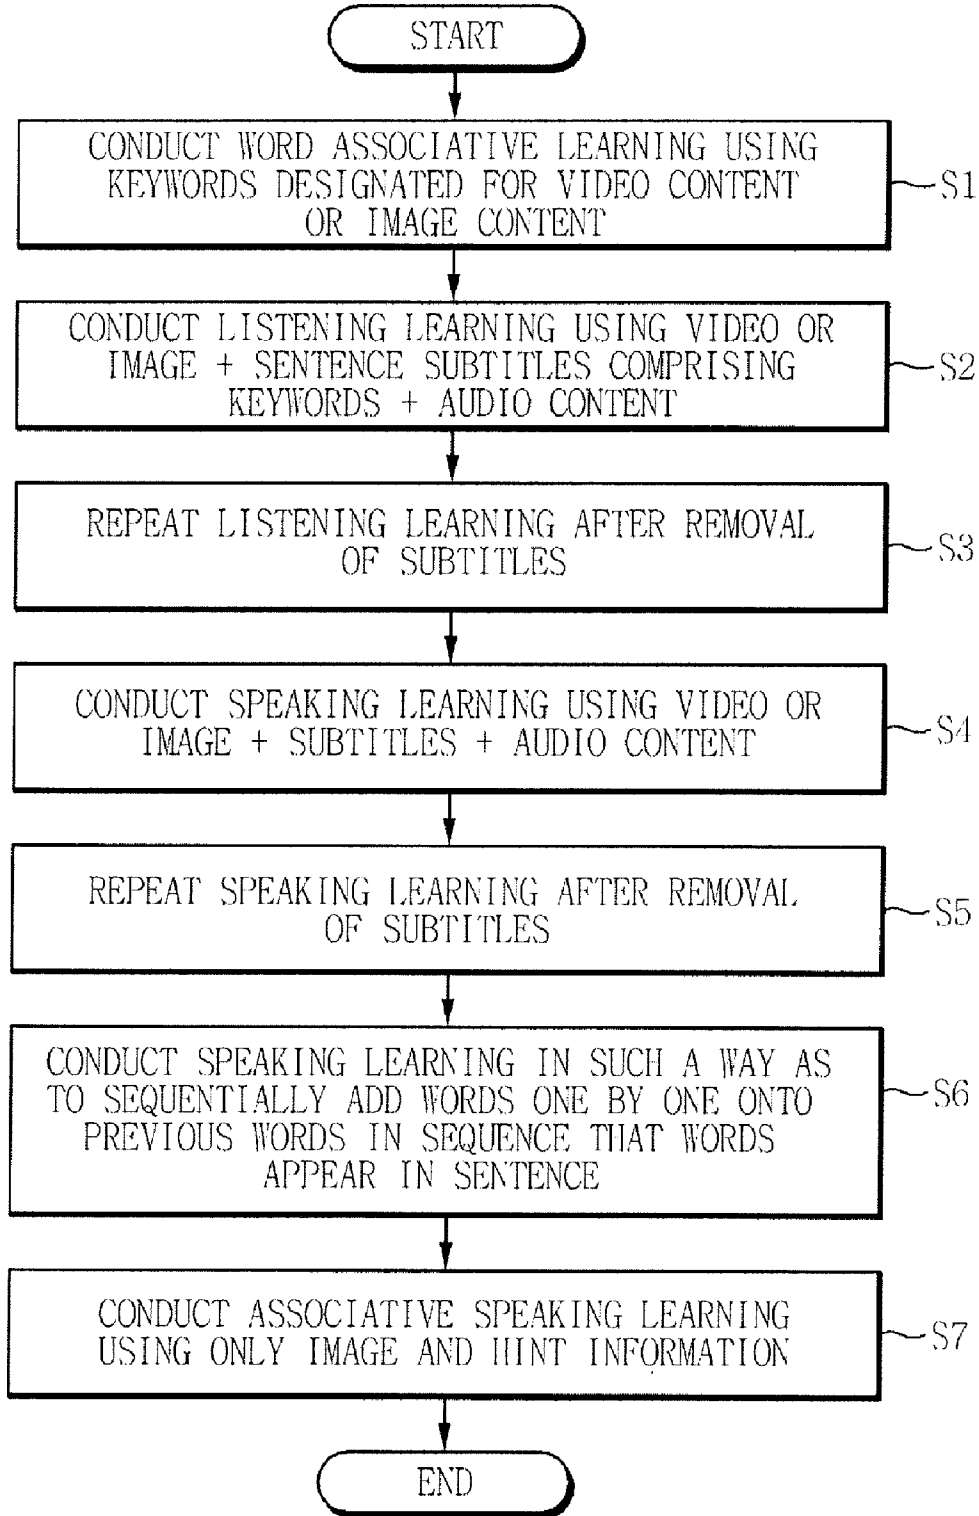 START
CONDUCT WORD ASSOCIATIVE LEARNING USING
KEYWORDS DESIGNATED FOR VIDEO CONTENT
OR IMAGE CONTENT
S1
CONDUCT LISTENING LEARNING USING VIDEO OR
IMAGE + SENTENCE SUBTITLES COMPRISING
KEYWORDS + AUDIO CONTENT
S2
REPEAT LISTENING LEARNING AFTER REMOVAL
OF SUBTITLES
S3
CONDUCT SPEAKING LEARNING USING VIDEO OR
IMAGE + SUBTITLES + AUDIO CONTENT
S4
REPEAT SPEAKING LEARNING AFTER REMOVAL
OF SUBTITLES
S5
CONDUCT SPEAKING LEARNING IN SUCH A WAY AS
TO SEQUENTIALLY ADD WORDS ONE BY ONE ONTO
PREVIOUS WORDS IN SEQUENCE THAT WORDS
APPEAR IN SENTENCE
S6
CONDUCT ASSOCIATIVE SPEAKING LEARNING
USING ONLY IMAGE AND HINT INFORMATION
S7
END